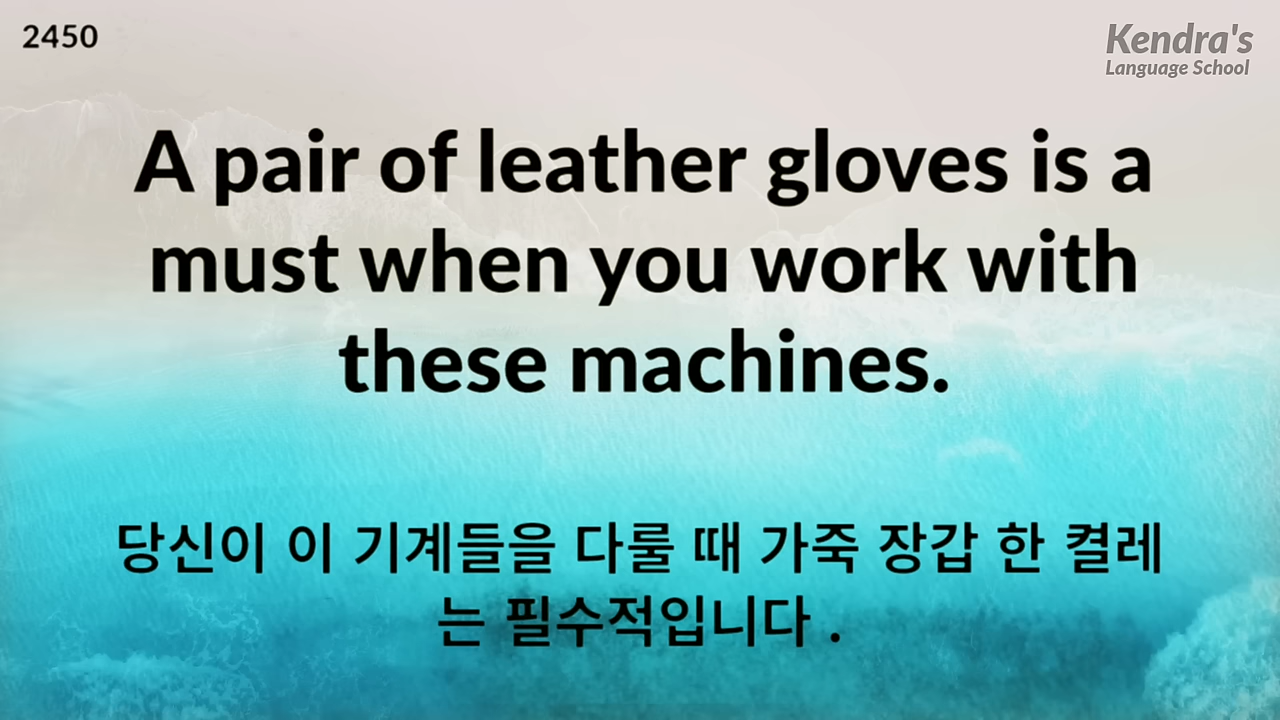 2450
Kendra's
Language School
A pair of leather gloves is a
must when you work with
these machines.
당신이 이 기계들을 다룰 때 가죽 장갑 한 켤레
는 필수적입니다 .